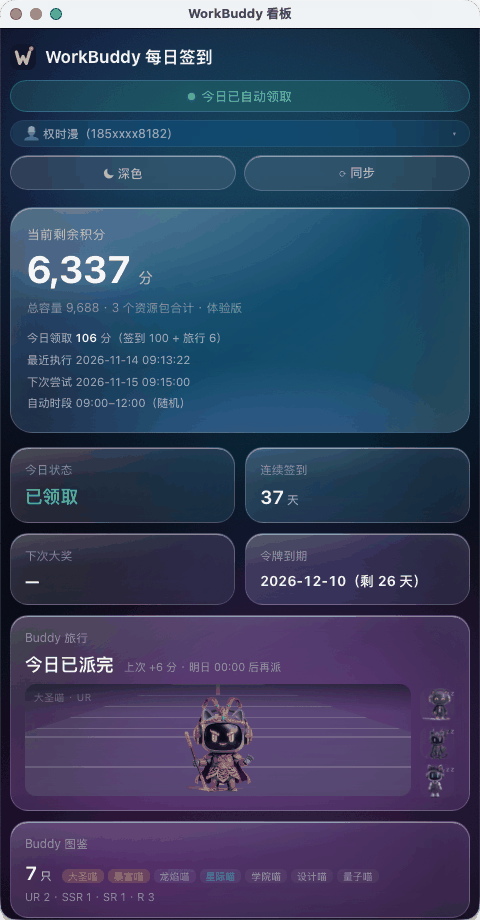 WorkBuddy 看板
WorkBuddy 每日签到
今日已自动领取
权时漫（185xxxx8182）
深色
同步
当前剩余积分
6,337 分
总容量 9,688 · 3 个资源包合计 · 体验版
今日领取 106 分（签到 100 + 旅行 6）
最近执行 2026-11-14 09:13:22
下次尝试 2026-11-15 09:15:00
自动时段 09:00–12:00（随机）
今日状态
已领取
连续签到
37 天
下次大奖
—
令牌到期
2026-12-10（剩 26 天）
Buddy 旅行
今日已派完 上次 +6 分 · 明日 00:00 后再派
大圣喵 · UR
Buddy 图鉴
7 只 大圣喵 暴富喵 龙焰喵 星际喵 学院喵 设计喵 量子喵
UR 2 · SSR 1 · SR 1 · R 3